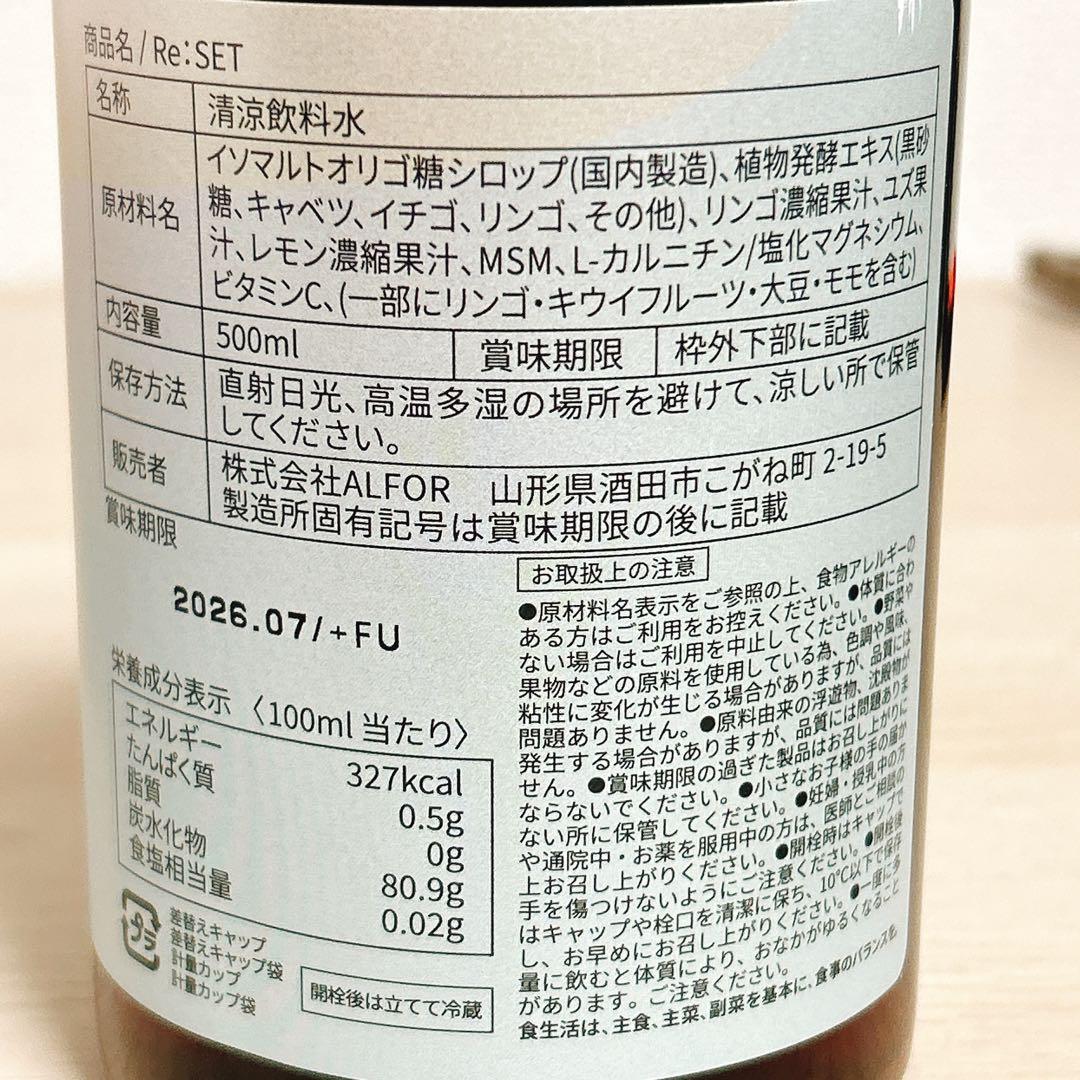 商品名 / Re:SET
名称 清涼飲料水
原材料名 イソマルトオリゴ糖シロップ(国内製造)、植物発酵エキス(黒砂
糖、キャベツ、イチゴ、リンゴ、その他)、リンゴ濃縮果汁、ユズ果
汁、レモン濃縮果汁、MSM、L-カルニチン/塩化マグネシウム、
ビタミンC、(一部にリンゴ・キウイフルーツ・大豆・モモを含む)
内容量 500ml 賞味期限 枠外下部に記載
保存方法 直射日光、高温多湿の場所を避けて、涼しい所で保管
してください。
販売者 株式会社ALFOR 山形県酒田市こがね町 2-19-5
製造所固有記号は賞味期限の後に記載
賞味期限
2026.07/+FU
栄養成分表示 〈100ml 当たり〉
エネルギー 327kcal
たんぱく質 0.5g
脂質 0g
炭水化物 80.9g
食塩相当量 0.02g
プラ
差替えキャップ
差替えキャップ袋
計量カップ
計量カップ袋
開栓後は立てて冷蔵
お取扱上の注意
●原材料名表示をご参照の上、食物アレルギーの
ある方はご利用をお控えください。●体質に合わ
ない場合はご利用を中止してください。●野菜や
果物などの原料を使用している為、色調や風味、
粘性に変化が生じる場合がありますが、品質には
問題ありません。●原料由来の浮遊物、沈殿物が
発生する場合がありますが、品質には問題ありま
せん。●賞味期限の過ぎた製品はお召し上がりに
ならないでください。●小さなお子様の手の届か
ない所に保管してください。●妊婦・授乳中の方
や通院中・お薬を服用中の方は、医師とご相談の
上お召し上がりください。●開栓時はキャップで
手を傷つけないようにご注意ください。●開栓後
はキャップや栓口を清潔に保ち、10℃以下で保存
し、お早めにお召し上がりください。●一度に多
量に飲むと体質により、おなかがゆるくなること
があります。ご注意ください。
食生活は、主食、主菜、副菜を基本に、食事のバランスを。